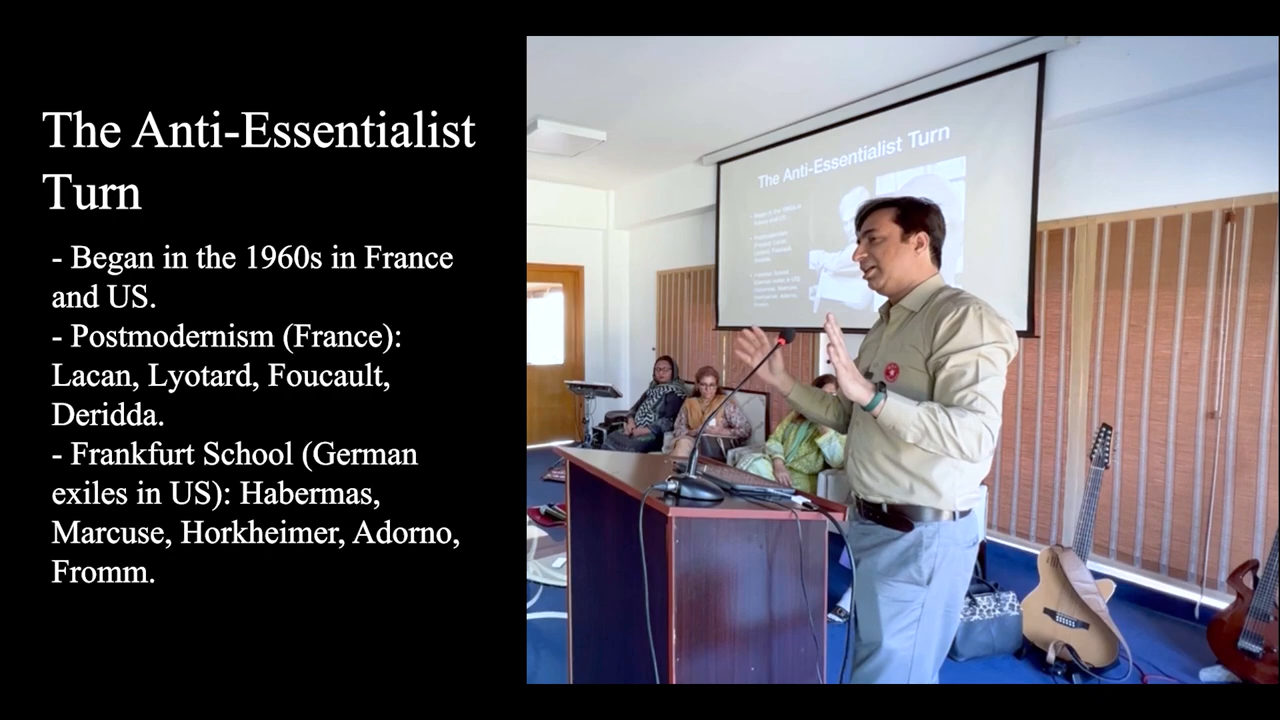 The Anti-Essentialist
Turn
- Began in the 1960s in France
and US.
- Postmodernism (France):
Lacan, Lyotard, Foucault,
Deridda.
- Frankfurt School (German
exiles in US): Habermas,
Marcuse, Horkheimer, Adorno,
Fromm.
The Anti-Essentialist Turn